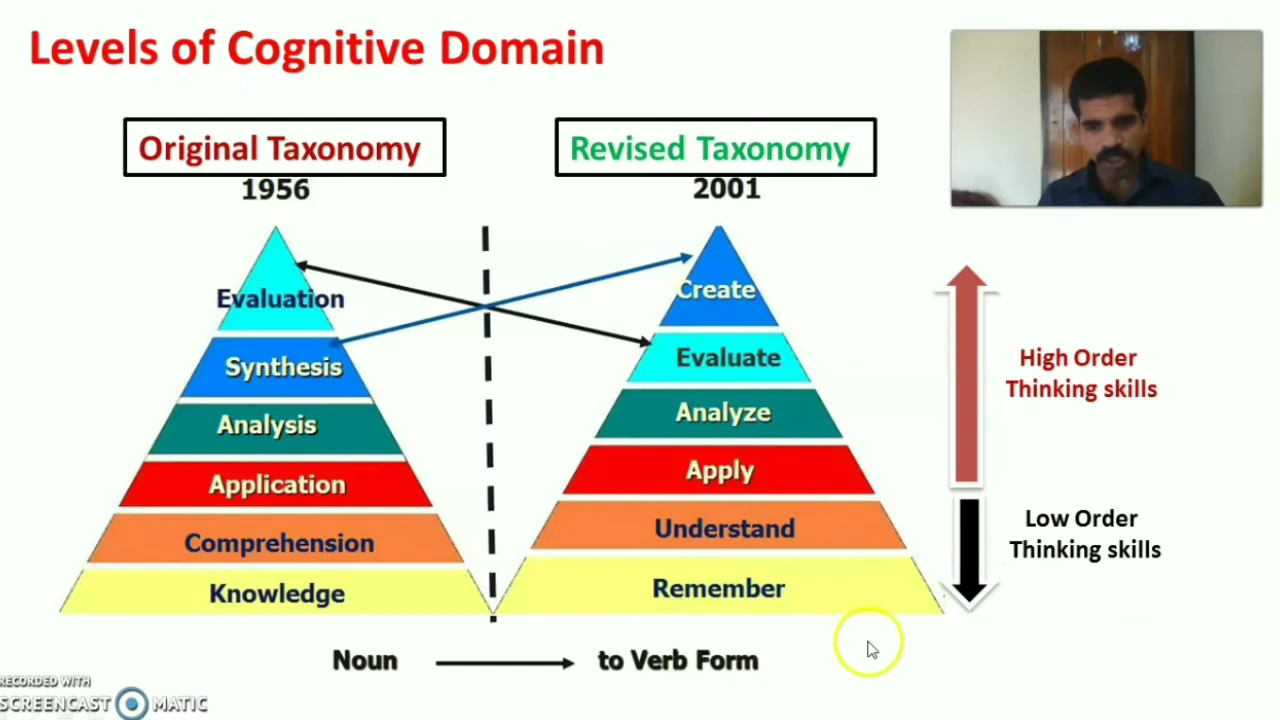 Levels of Cognitive Domain
Original Taxonomy
1956
Revised Taxonomy
2001
Evaluation
Synthesis
Analysis
Application
Comprehension
Knowledge
Create
Evaluate
Analyze
Apply
Understand
Remember
High Order
Thinking skills
Low Order
Thinking skills
Noun
to Verb Form
RECORDED WITH
SCREENCAST MATIC